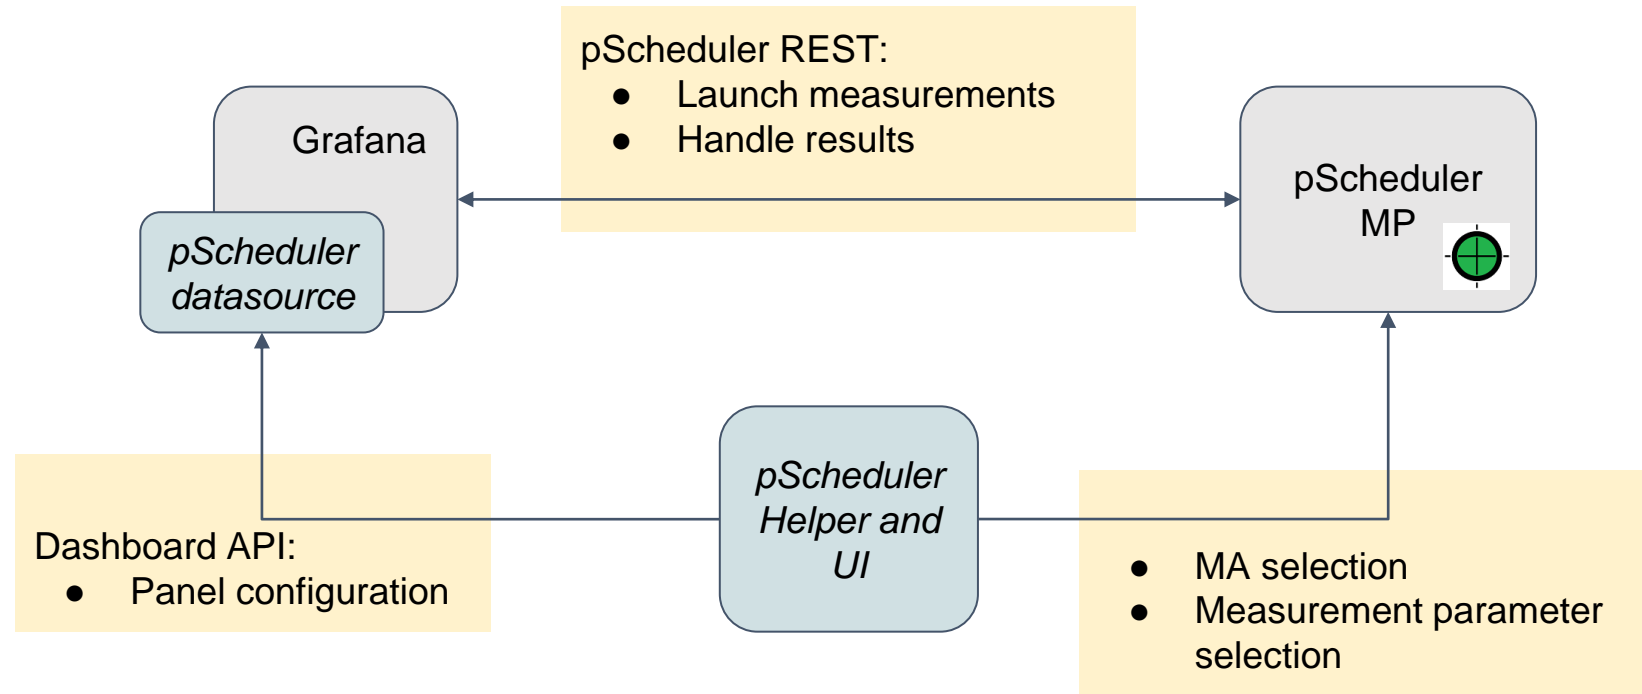 pScheduler REST:
● Launch measurements
● Handle results
Grafana
pScheduler
datasource
pScheduler
MP
pScheduler
Helper and
UI
Dashboard API:
● Panel configuration
● MA selection
● Measurement parameter
selection